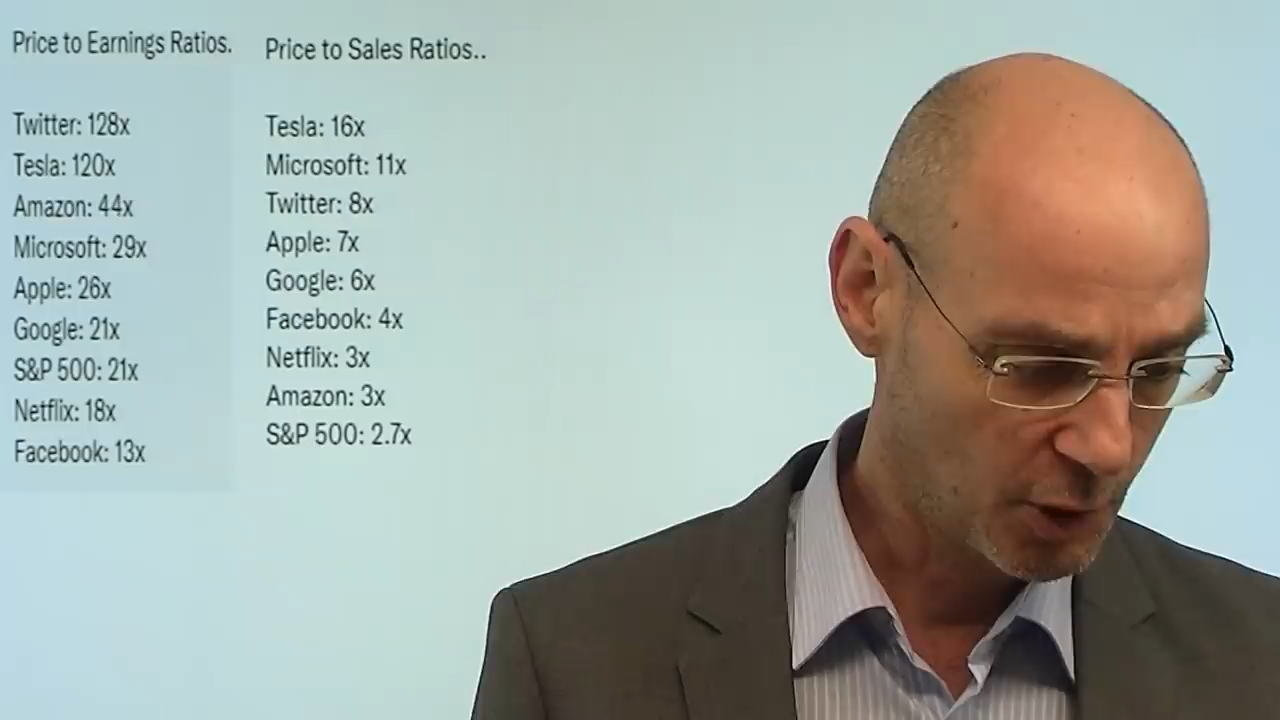 Price to Earnings Ratios.
Twitter: 128x
Tesla: 120x
Amazon: 44x
Microsoft: 29x
Apple: 26x
Google: 21x
S&P 500: 21x
Netflix: 18x
Facebook: 13x
Price to Sales Ratios..
Tesla: 16x
Microsoft: 11x
Twitter: 8x
Apple: 7x
Google: 6x
Facebook: 4x
Netflix: 3x
Amazon: 3x
S&P 500: 2.7x